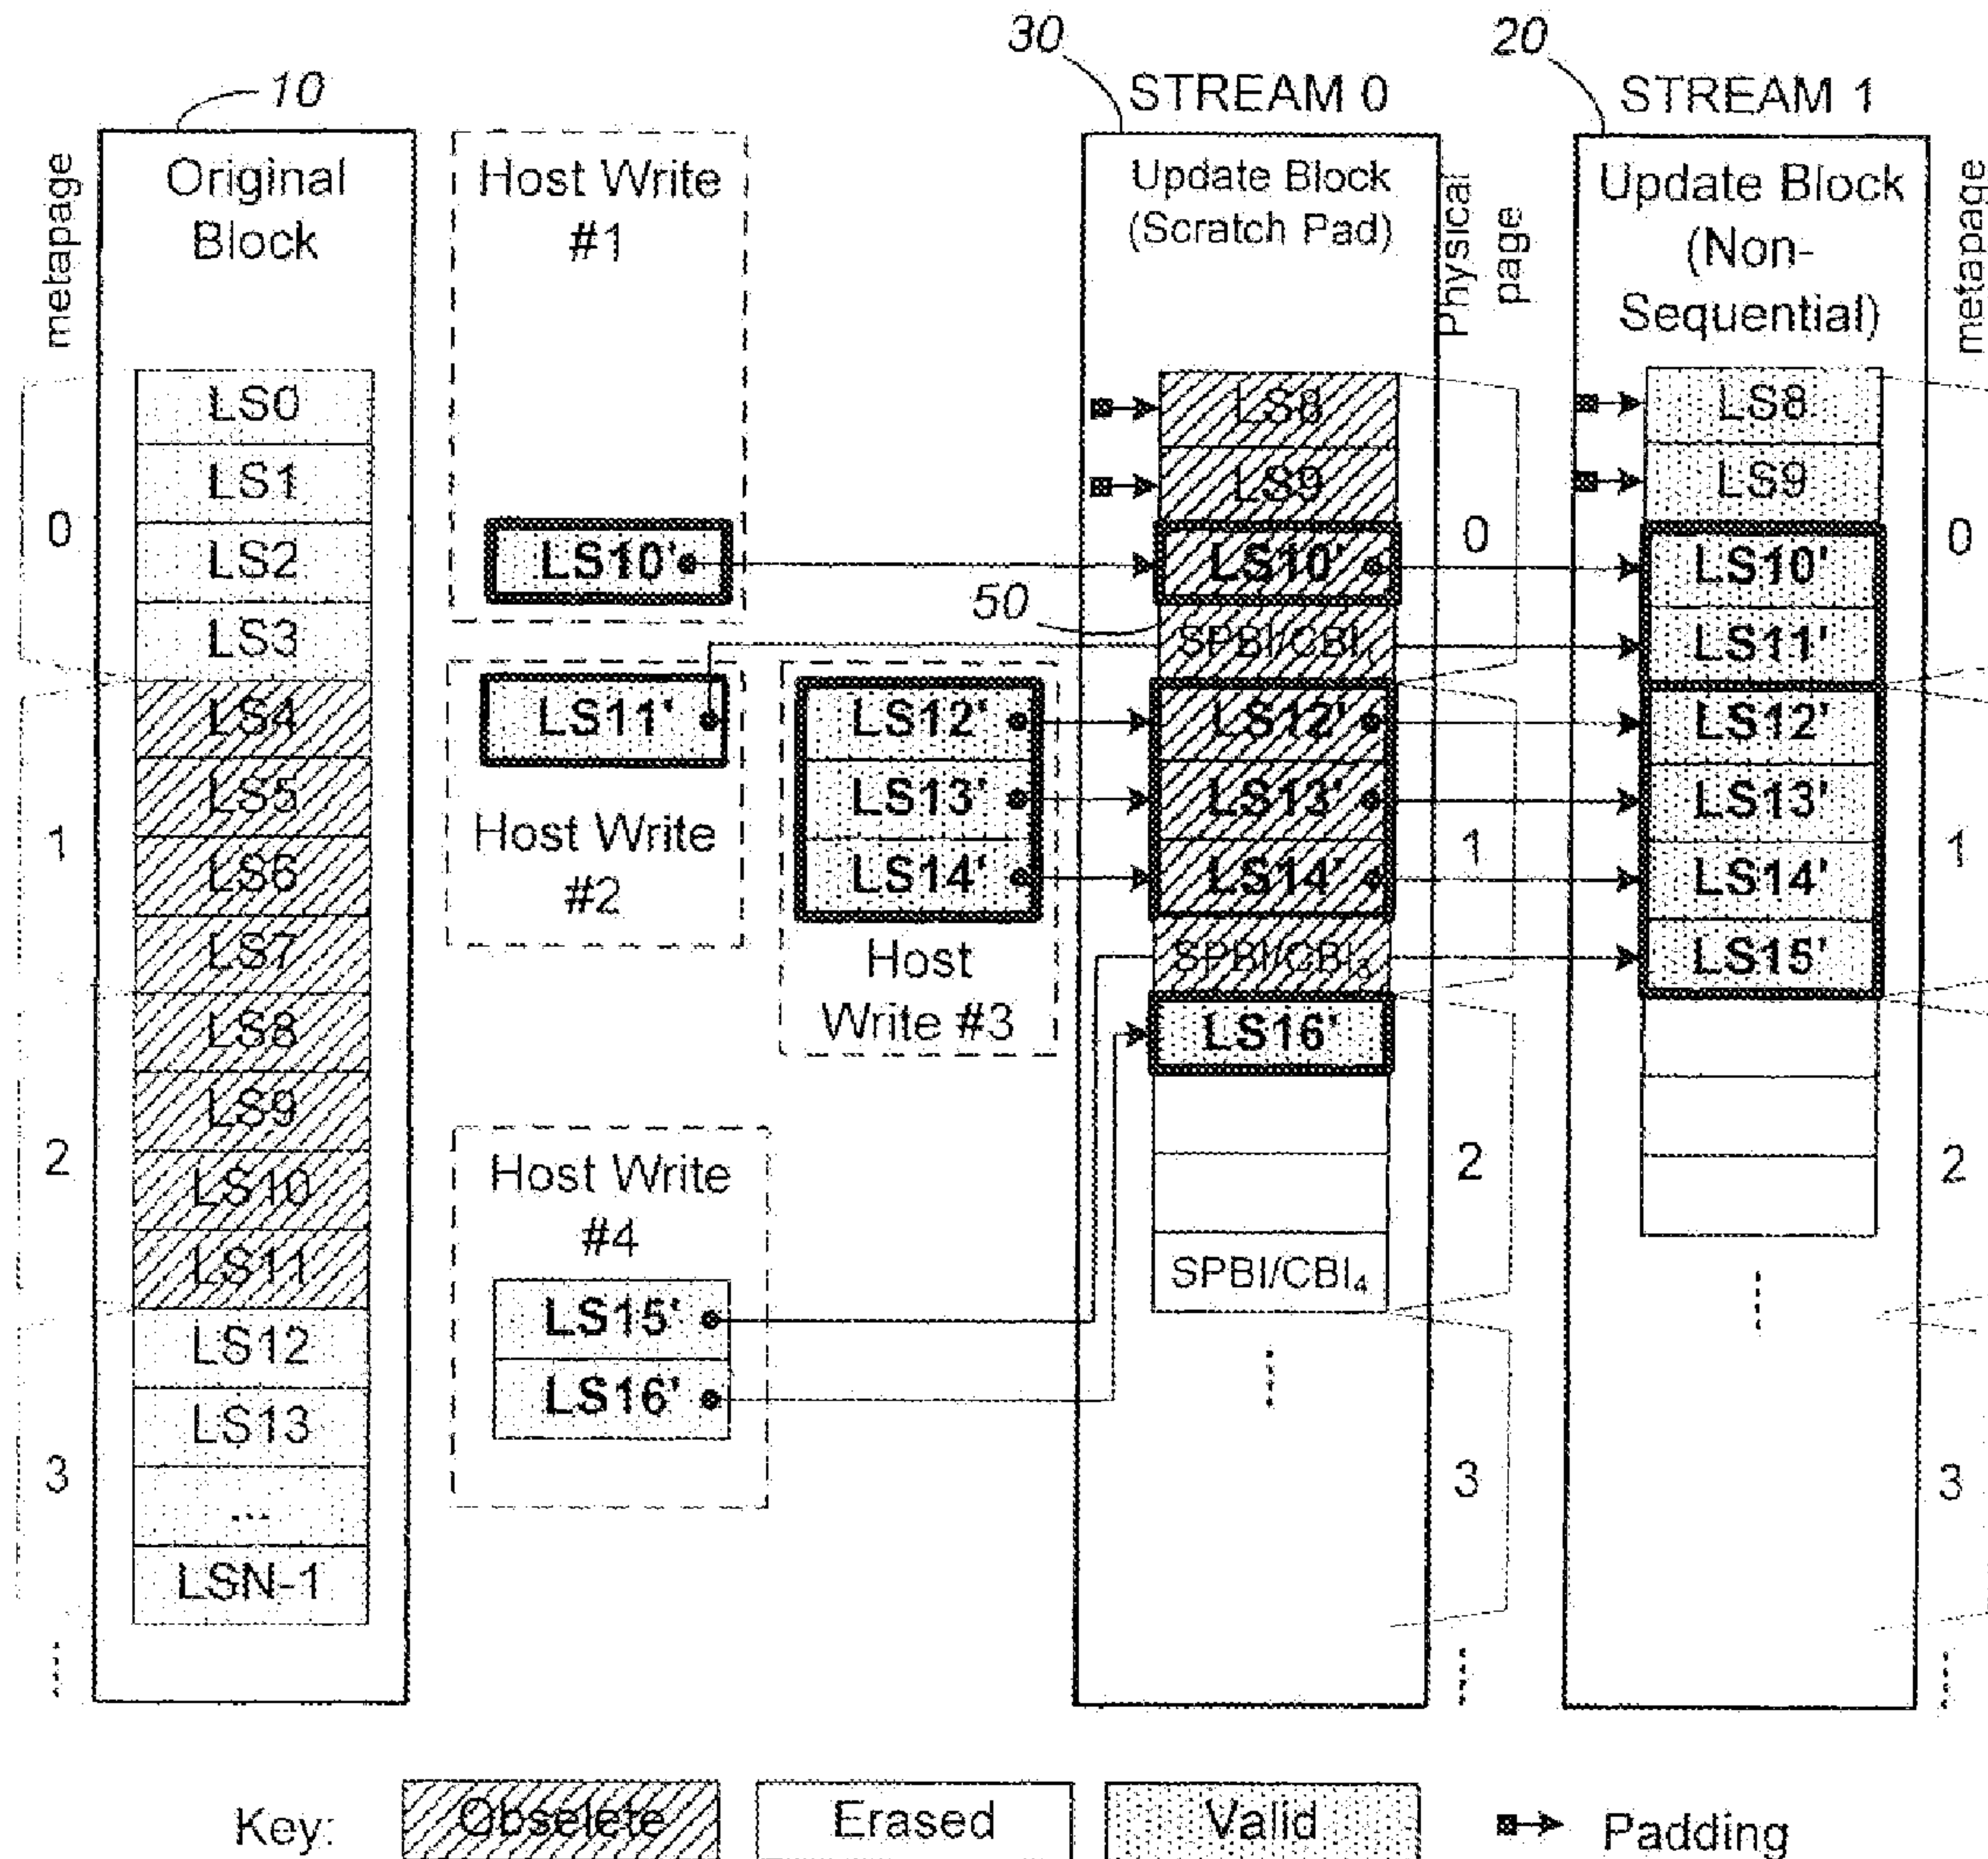 10
30
20
STREAM 0
STREAM 1
metapage
Original
Block
LS0
LS1
LS2
LS3
LS4
LS5
LS6
LS7
LS8
LS9
LS10
LS11
LS12
LS13
...
LSN-1
0
1
2
3
...
Host Write
#1
LS10'
LS11'
Host Write
#2
LS12'
LS13'
LS14'
Host
Write #3
Host Write
#4
LS15'
LS16'
Update Block
(Scratch Pad)
LS8
LS9
LS10'
50
SPBI/CBI
LS12'
LS13'
LS14'
SPBI/CBI₃
LS16'
SPBI/CBI₄
...
Physical
page
0
1
2
3
...
Update Block
(Non-
Sequential)
LS8
LS9
LS10'
LS11'
LS12'
LS13'
LS14'
LS15'
...
metapage
0
1
2
3
...
Key:
Obselete
Erased
Valid
Padding